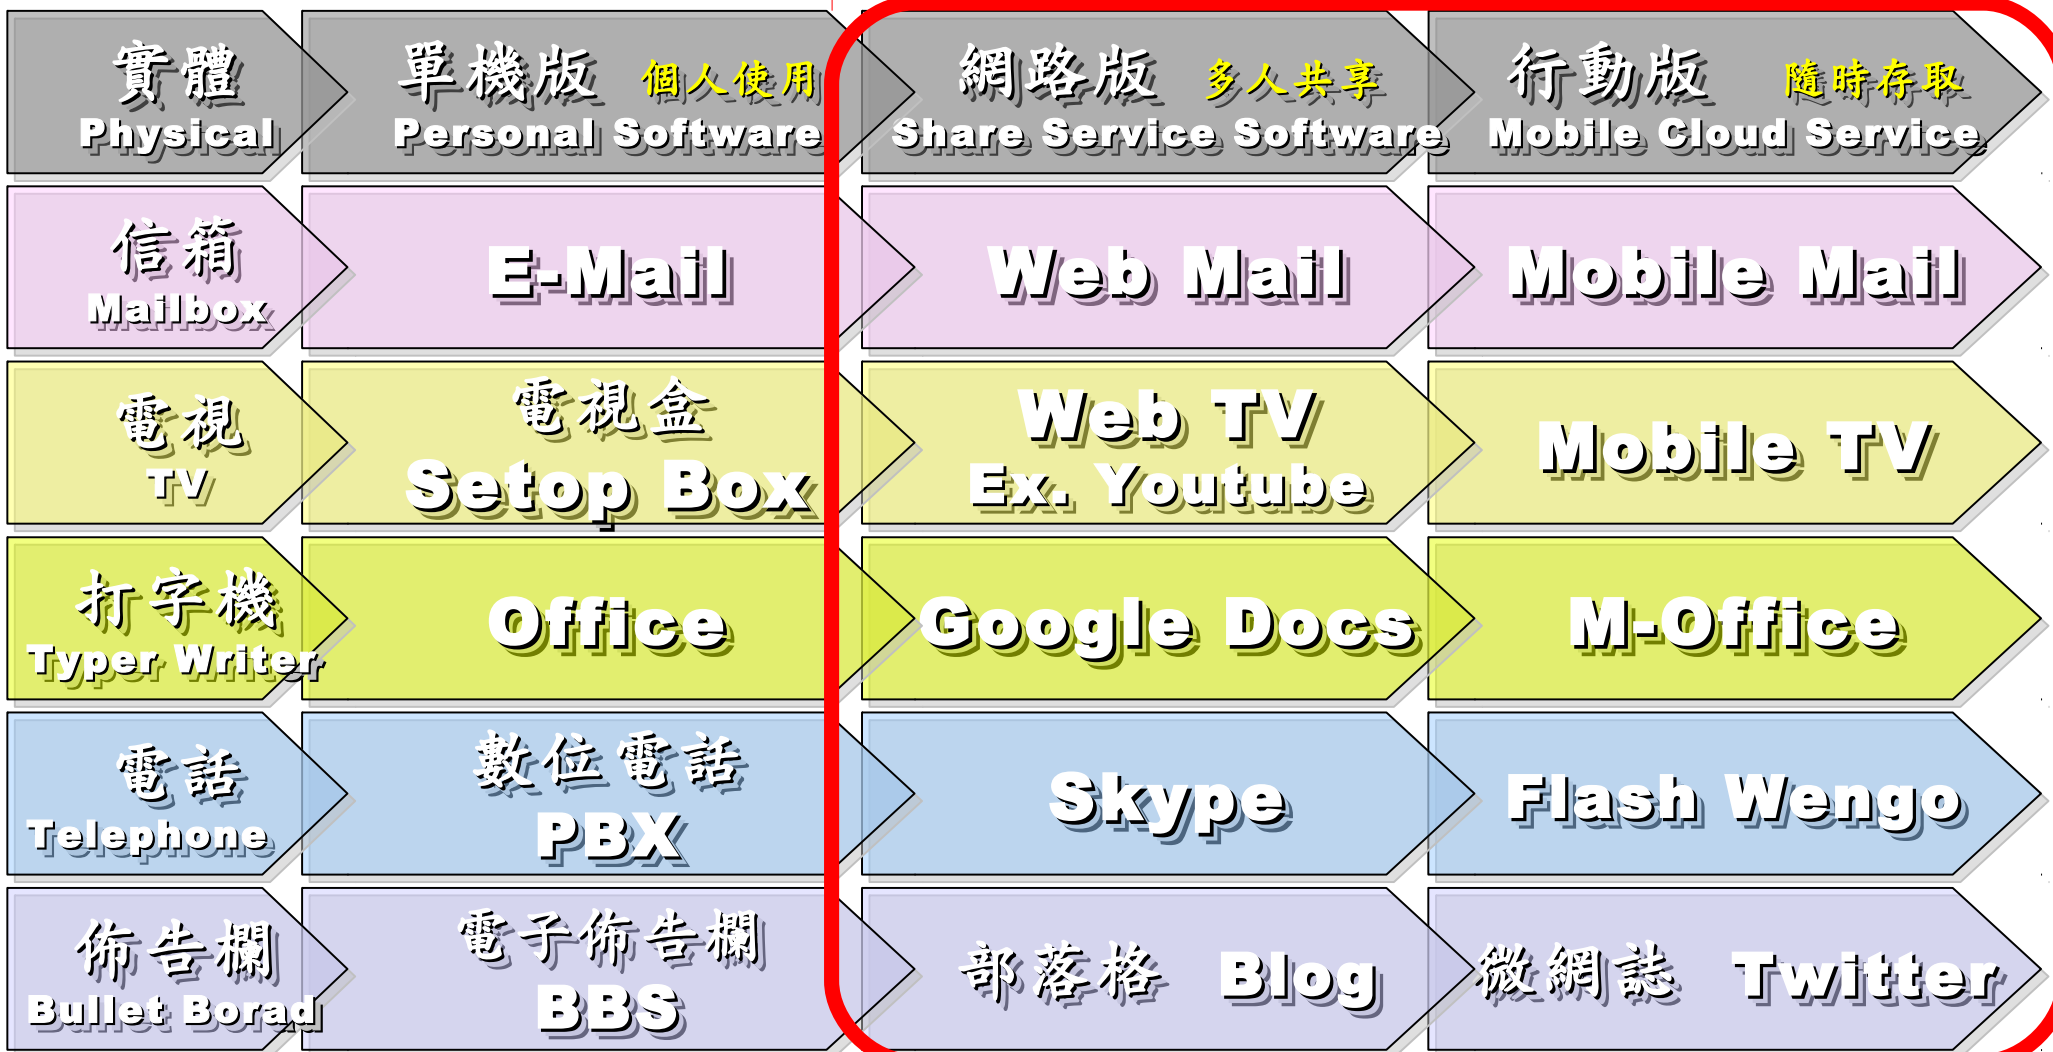 實體
Physical
單機版 個人使用
Personal Software
網路版 多人共享
Share Service Software
行動版 隨時存取
Mobile Cloud Service
信箱
Mailbox
E-Mail
Web Mail
Mobile Mail
電視
TV
電視盒
Setop Box
Web TV
Ex. Youtube
Mobile TV
打字機
Typer Writer
Office
Google Docs
M-Office
電話
Telephone
數位電話
PBX
Skype
Flash Wengo
佈告欄
Bullet Borad
電子佈告欄
BBS
部落格 Blog
微網誌 Twitter